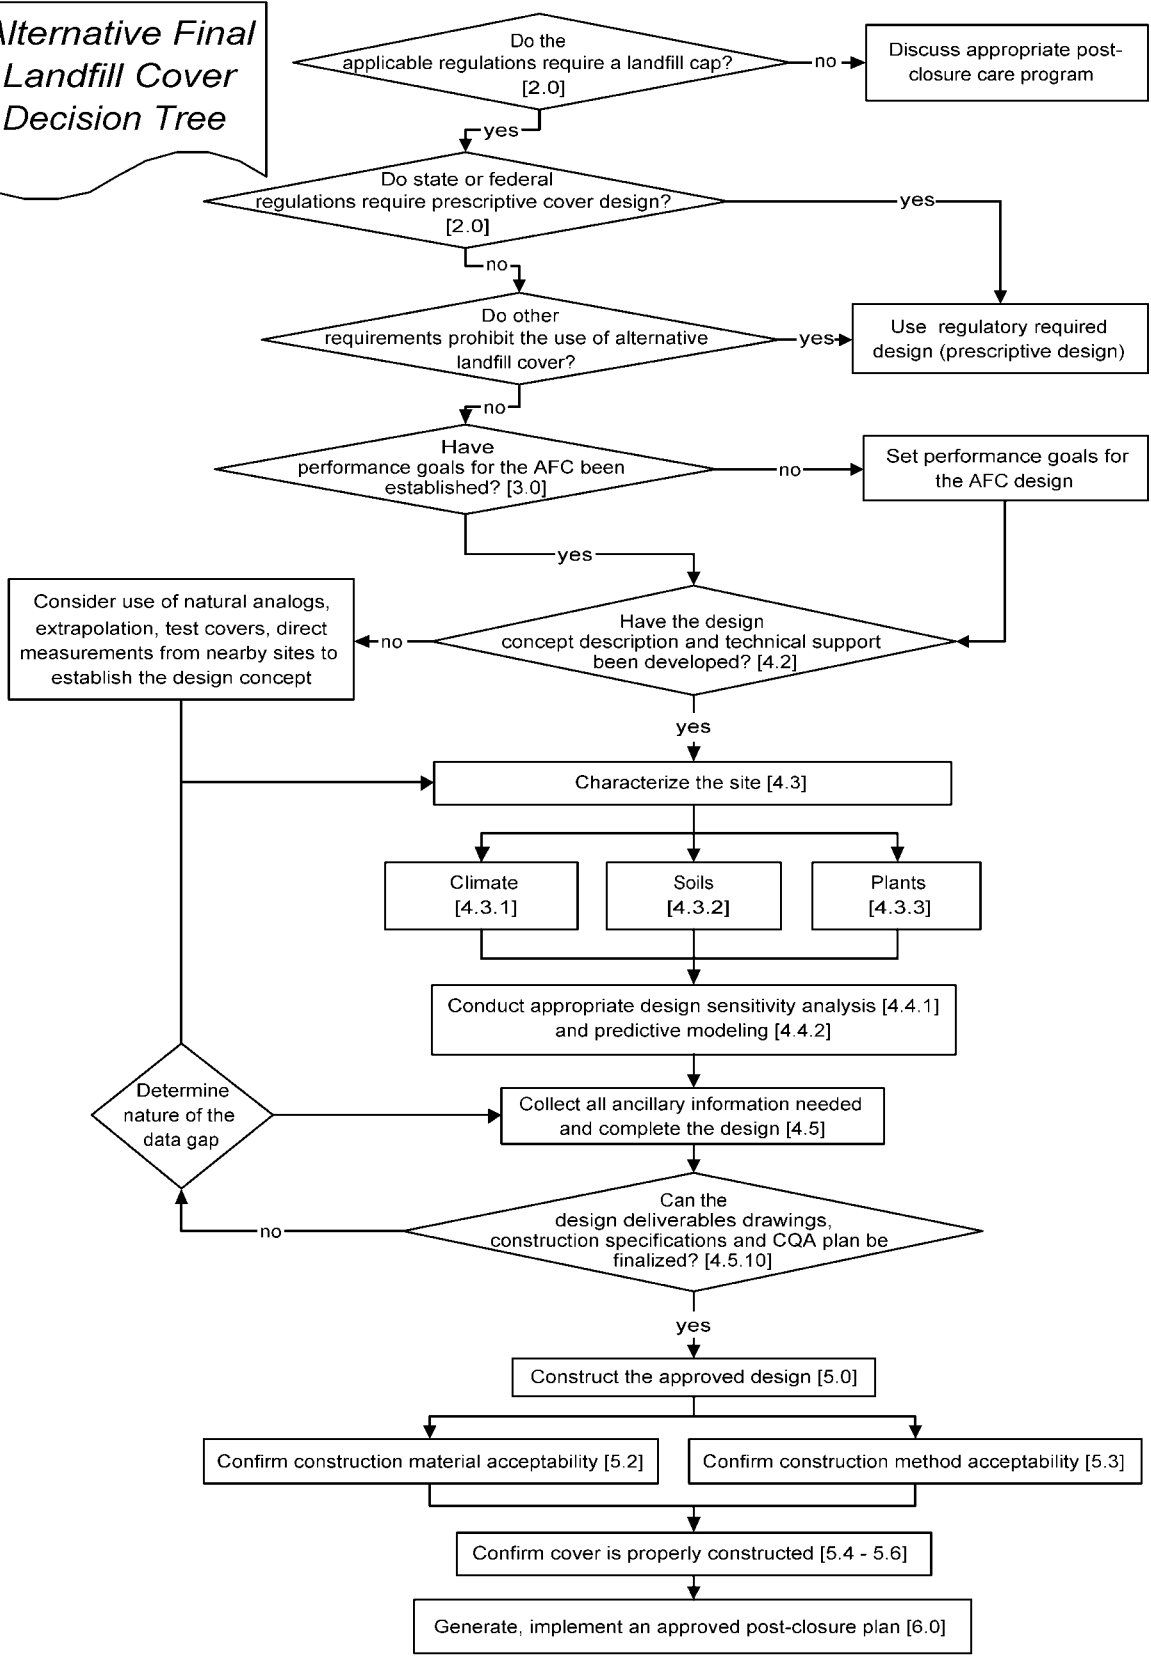 Alternative Final
Landfill Cover
Decision Tree
Do the
applicable regulations require a landfill cap?
[2.0]
no
Discuss appropriate post-
closure care program
yes
Do state or federal
regulations require prescriptive cover design?
[2.0]
yes
no
Do other
requirements prohibit the use of alternative
landfill cover?
yes
Use regulatory required
design (prescriptive design)
no
Have
performance goals for the AFC been
established? [3.0]
no
Set performance goals for
the AFC design
yes
Have the design
concept description and technical support
been developed? [4.2]
no
Consider use of natural analogs,
extrapolation, test covers, direct
measurements from nearby sites to
establish the design concept
yes
Characterize the site [4.3]
Climate
[4.3.1]
Soils
[4.3.2]
Plants
[4.3.3]
Conduct appropriate design sensitivity analysis [4.4.1]
and predictive modeling [4.4.2]
Determine
nature of the
data gap
Collect all ancillary information needed
and complete the design [4.5]
Can the
design deliverables drawings,
construction specifications and CQA plan be
finalized? [4.5.10]
no
yes
Construct the approved design [5.0]
Confirm construction material acceptability [5.2]
Confirm construction method acceptability [5.3]
Confirm cover is properly constructed [5.4 - 5.6]
Generate, implement an approved post-closure plan [6.0]